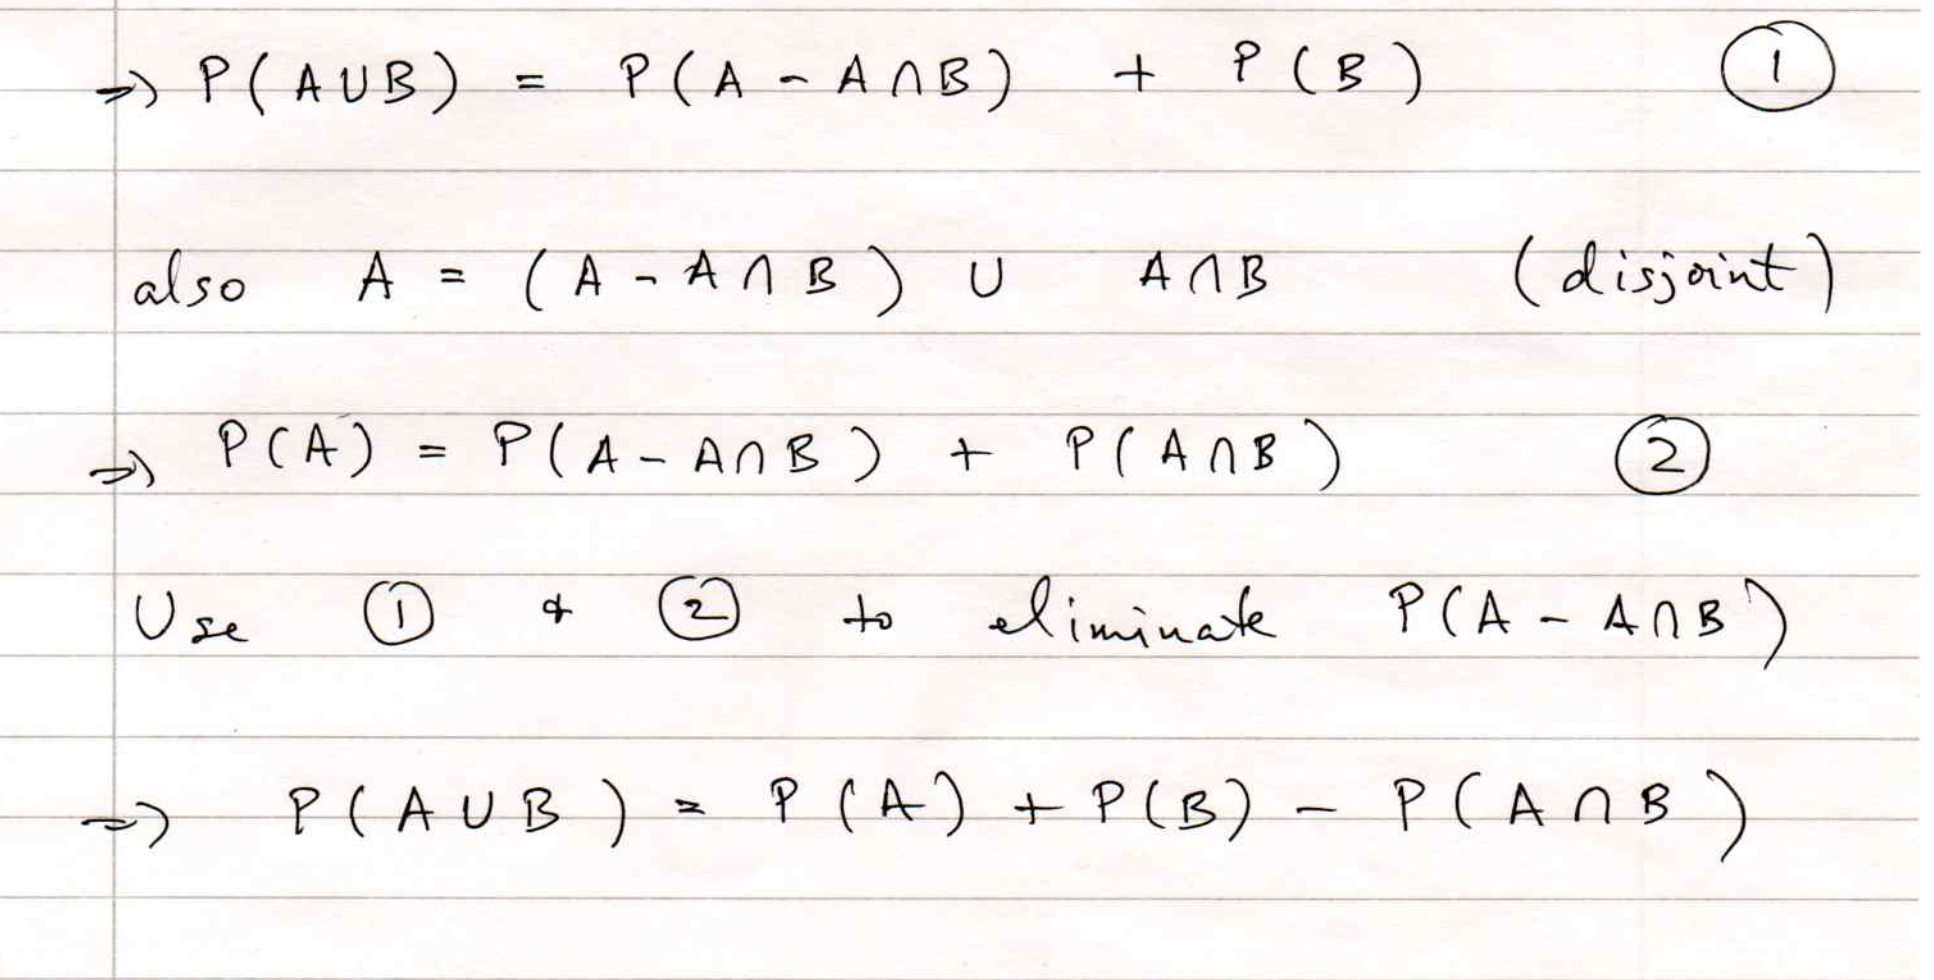 ⇒ P(A∪B) = P(A - A∩B) + P(B) ①
also A = (A - A∩B) ∪ A∩B (disjoint)
⇒ P(A) = P(A - A∩B) + P(A∩B) ②
Use ① & ② to eliminate P(A - A∩B)
⇒ P(A∪B) = P(A) + P(B) - P(A∩B)